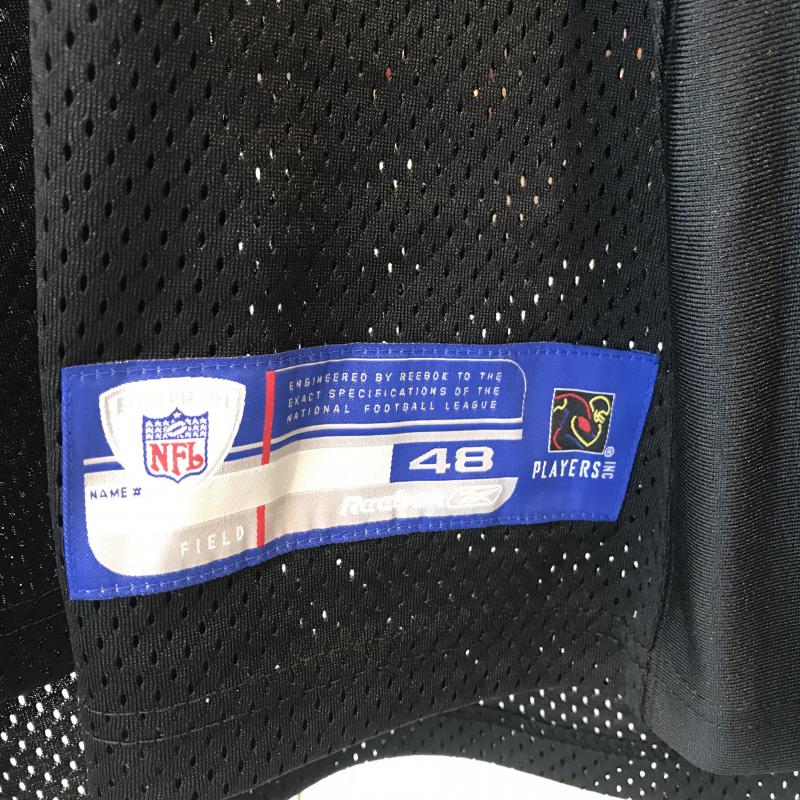 ENGINEERED BY REEBOK TO THE
EXACT SPECIFICATIONS OF THE
NATIONAL FOOTBALL LEAGUE
NFL
48
PLAYERS INC®
NAME #
Reebok
FIELD